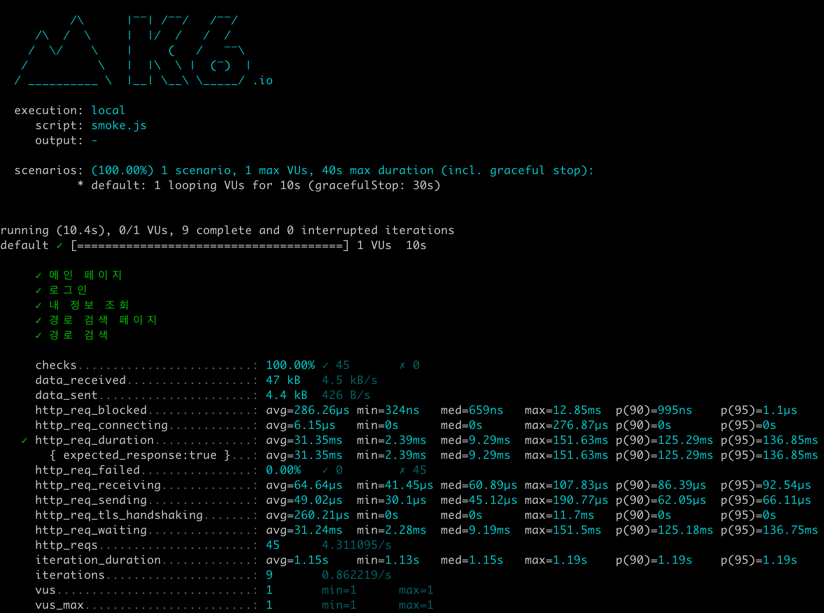 /\      |‾‾| /‾‾/   /‾‾/
     /\  /  \     |  |/  /   /  /
    /  \/    \    |     (   /   ‾‾\
   /          \   |  |\  \ |  (‾)  |
  / __________ \  |__| \__\ \_____/ .io
  execution: local
     script: smoke.js
     output: -
  scenarios: (100.00%) 1 scenario, 1 max VUs, 40s max duration (incl. graceful stop):
           * default: 1 looping VUs for 10s (gracefulStop: 30s)
running (10.4s), 0/1 VUs, 9 complete and 0 interrupted iterations
default ✓ [======================================] 1 VUs  10s
     ✓ 메인 페이지
     ✓ 로그인
     ✓ 내 정보 조회
     ✓ 경로 검색 페이지
     ✓ 경로 검색
     checks.........................: 100.00% ✓ 45       ✗ 0
     data_received..................: 47 kB   4.5 kB/s
     data_sent......................: 4.4 kB  426 B/s
     http_req_blocked...............: avg=286.26µs min=324ns   med=659ns   max=12.85ms  p(90)=995ns    p(95)=1.1µs
     http_req_connecting............: avg=6.15µs   min=0s      med=0s      max=276.87µs p(90)=0s       p(95)=0s
   ✓ http_req_duration..............: avg=31.35ms  min=2.39ms  med=9.29ms  max=151.63ms p(90)=125.29ms p(95)=136.85ms
       { expected_response:true }...: avg=31.35ms  min=2.39ms  med=9.29ms  max=151.63ms p(90)=125.29ms p(95)=136.85ms
     http_req_failed................: 0.00%   ✓ 0        ✗ 45
     http_req_receiving.............: avg=64.64µs  min=41.45µs med=60.89µs max=107.83µs p(90)=86.39µs  p(95)=92.54µs
     http_req_sending...............: avg=49.02µs  min=30.1µs  med=45.12µs max=190.77µs p(90)=62.05µs  p(95)=66.11µs
     http_req_tls_handshaking.......: avg=260.21µs min=0s      med=0s      max=11.7ms   p(90)=0s       p(95)=0s
     http_req_waiting...............: avg=31.24ms  min=2.28ms  med=9.19ms  max=151.5ms  p(90)=125.18ms p(95)=136.75ms
     http_reqs......................: 45      4.311095/s
     iteration_duration.............: avg=1.15s    min=1.13s   med=1.15s   max=1.19s    p(90)=1.19s    p(95)=1.19s
     iterations.....................: 9       0.862219/s
     vus............................: 1       min=1      max=1
     vus_max........................: 1       min=1      max=1